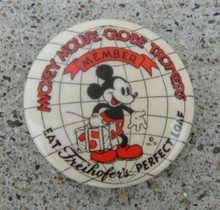 MICKEY MOUSE GLOBE TROTTERS
MEMBER
EAT Freihofer's PERFECT LOAF